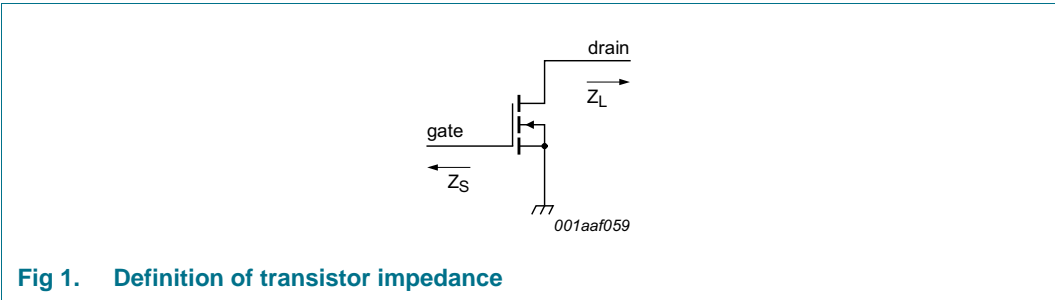 drain
Z_L
gate
Z_S
001aaf059
Fig 1. Definition of transistor impedance